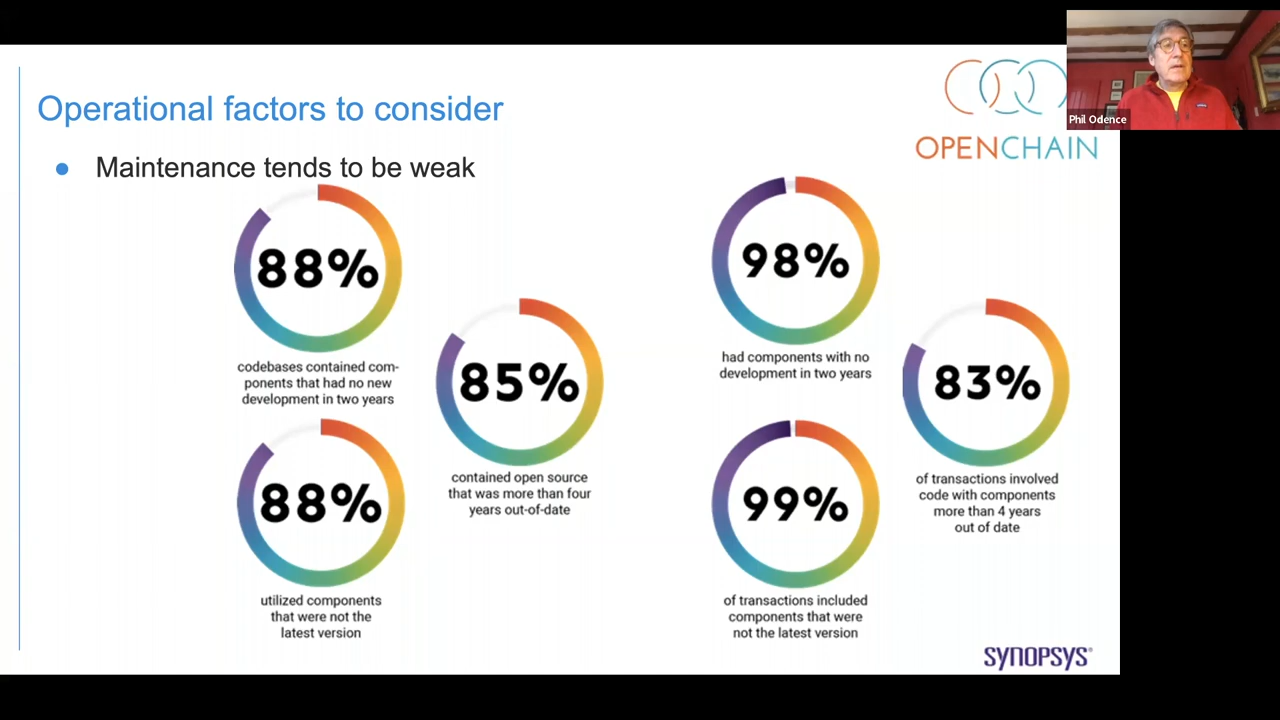 Operational factors to consider
OPENCHAIN
Phil Odence
● Maintenance tends to be weak
88%
codebases contained com-
ponents that had no new
development in two years
85%
contained open source
that was more than four
years out-of-date
88%
utilized components
that were not the
latest version
98%
had components with no
development in two years
83%
of transactions involved
code with components
more than 4 years
out of date
99%
of transactions included
components that were
not the latest version
SYNOPSYS®